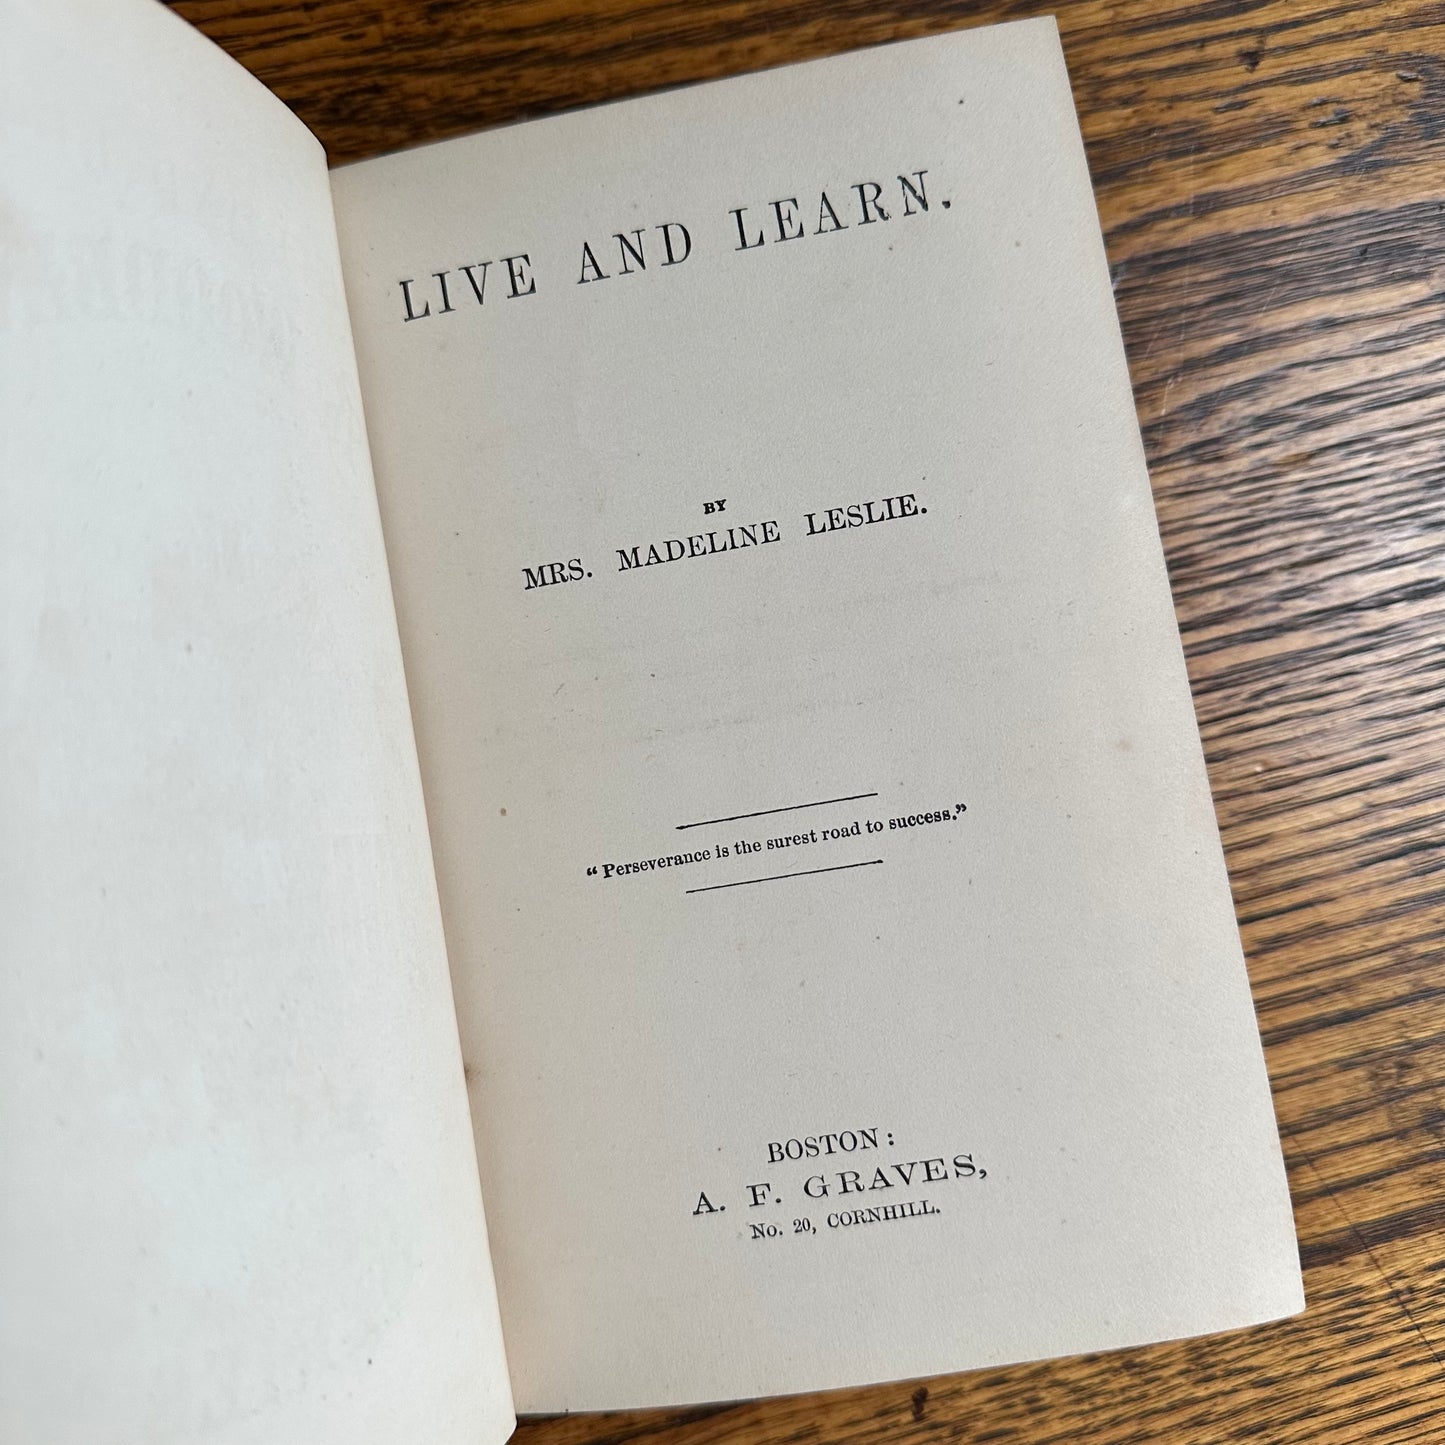 LIVE AND LEARN.
BY
MRS. MADELINE LESLIE.
“Perseverance is the surest road to success.”
BOSTON:
A. F. GRAVES,
No. 20, CORNHILL.